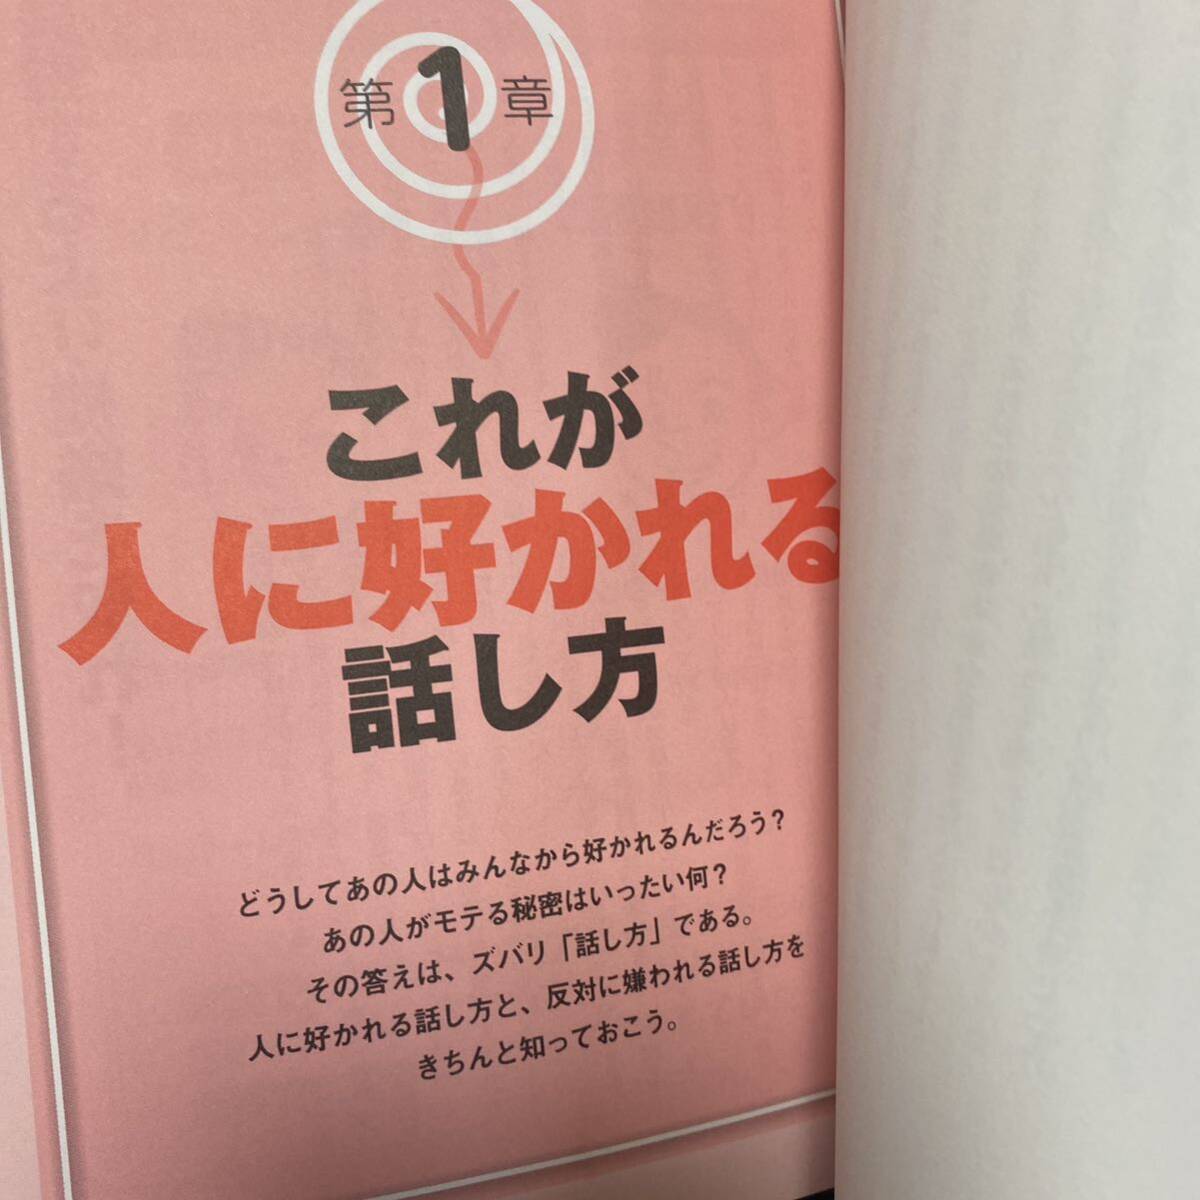 第1章
これが
人に好かれる
話し方
どうしてあの人はみんなから好かれるんだろう？
あの人がモテる秘密はいったい何？
その答えは、ズバリ「話し方」である。
人に好かれる話し方と、反対に嫌われる話し方を
きちんと知っておこう。